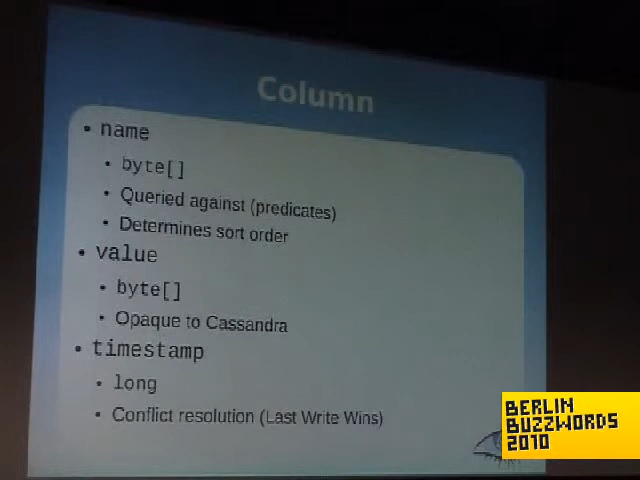 Column
• name
• byte[]
• Queried against (predicates)
• Determines sort order
• value
• byte[]
• Opaque to Cassandra
• timestamp
• long
• Conflict resolution (Last Write Wins)
BERLIN
BUZZWORDS
2010